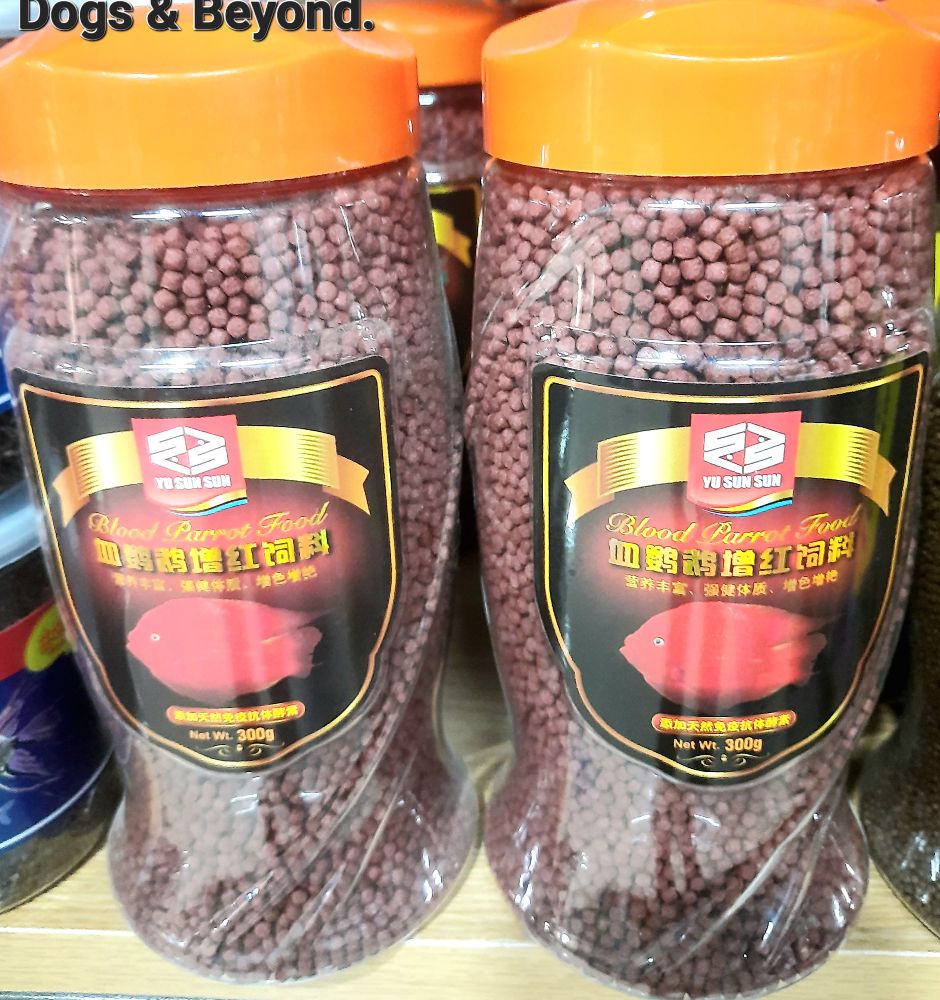 Dogs & Beyond.
YU SUN SUN
Blood Parrot Food
血鹦鹉增红饲料
营养丰富、强健体质、增色增艳
添加天然免疫抗体酵素
Net Wt. 300g
YU SUN SUN
Blood Parrot Food
血鹦鹉增红饲料
营养丰富、强健体质、增色增艳
添加天然免疫抗体酵素
Net Wt. 300g